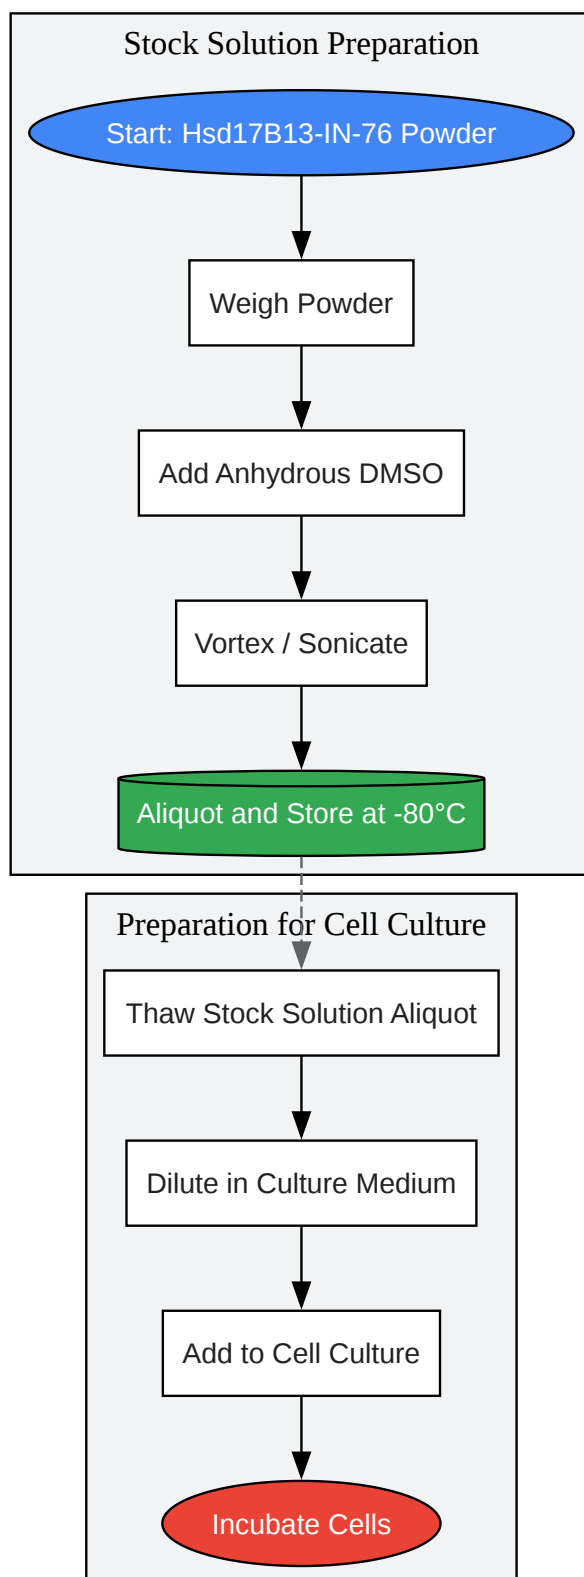 Stock Solution Preparation
Start: Hsd17B13-IN-76 Powder
Weigh Powder
Add Anhydrous DMSO
Vortex / Sonicate
Aliquot and Store at -80°C
Preparation for Cell Culture
Thaw Stock Solution Aliquot
Dilute in Culture Medium
Add to Cell Culture
Incubate Cells